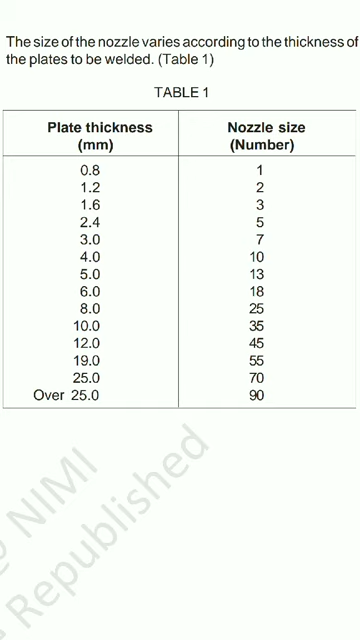 The size of the nozzle varies according to the thickness of
the plates to be welded. (Table 1)
TABLE 1
Plate thickness (mm) Nozzle size (Number)
0.8 1
1.2 2
1.6 3
2.4 5
3.0 7
4.0 10
5.0 13
6.0 18
8.0 25
10.0 35
12.0 45
19.0 55
25.0 70
Over 25.0 90
@ NIMI
Republished